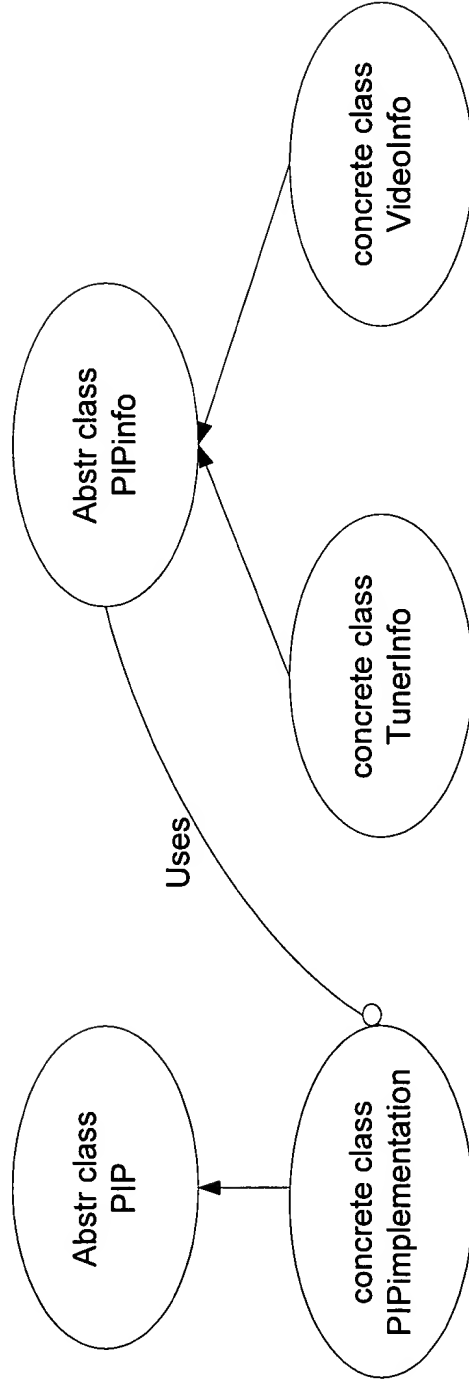 Abstr class
PIP
Uses
Abstr class
PIPinfo
concrete class
PIPimplementation
concrete class
TunerInfo
concrete class
VideoInfo